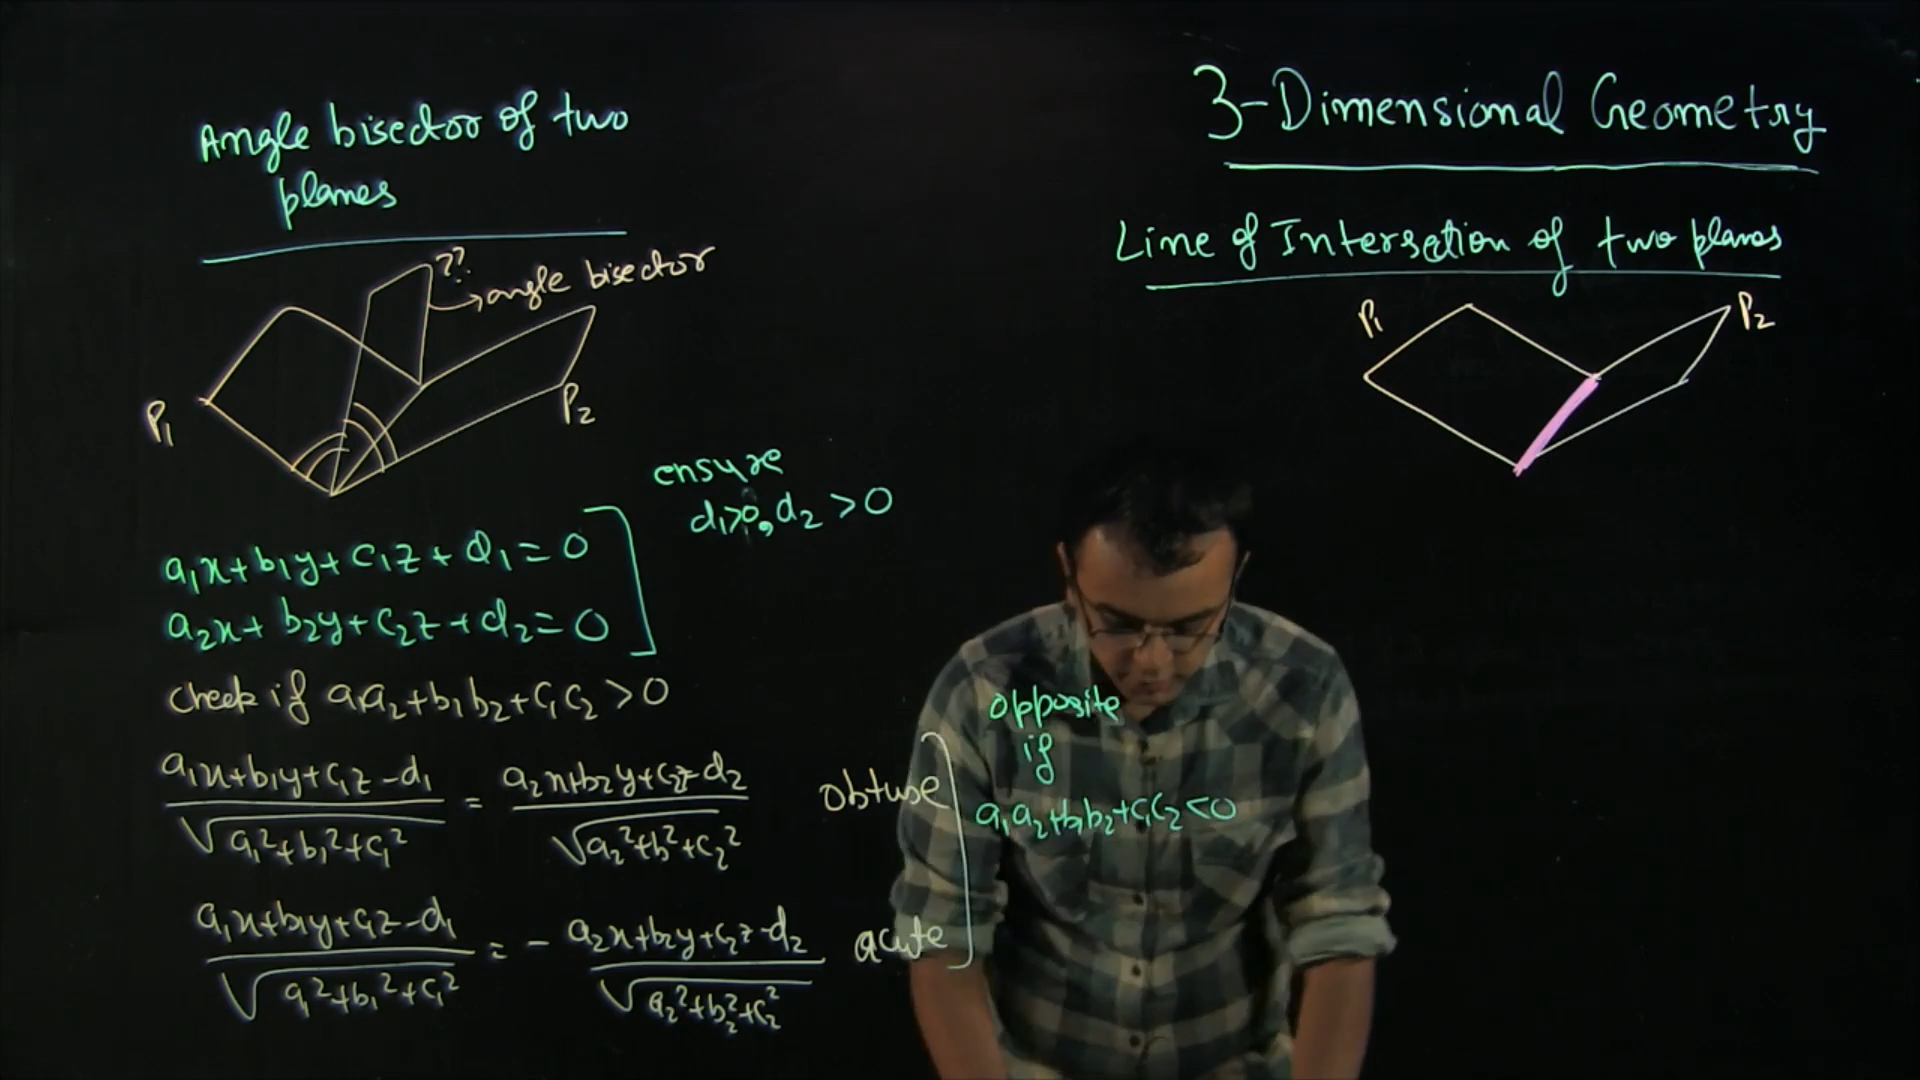 Angle bisector of two
planes
??
angle bisector
P₁
P₂
ensure
d₁>0, d₂ >0
a₁x+b₁y+c₁z+d₁=0
a₂x+b₂y+c₂z+d₂=0
check if a₁a₂+b₁b₂+c₁c₂>0
(a₁x+b₁y+c₁z-d₁)/√(a₁²+b₁²+c₁²) = (a₂x+b₂y+c₂z-d₂)/√(a₂²+b²+c₂²) obtuse
(a₁x+b₁y+c₁z-d₁)/√(a₁²+b₁²+c₁²) = - (a₂x+b₂y+c₂z-d₂)/√(a₂²+b₂²+c₂²) acute
opposite
if
a₁a₂+b₁b₂+c₁c₂<0
3-Dimensional Geometry
Line of Intersection of two planes
P₁
P₂